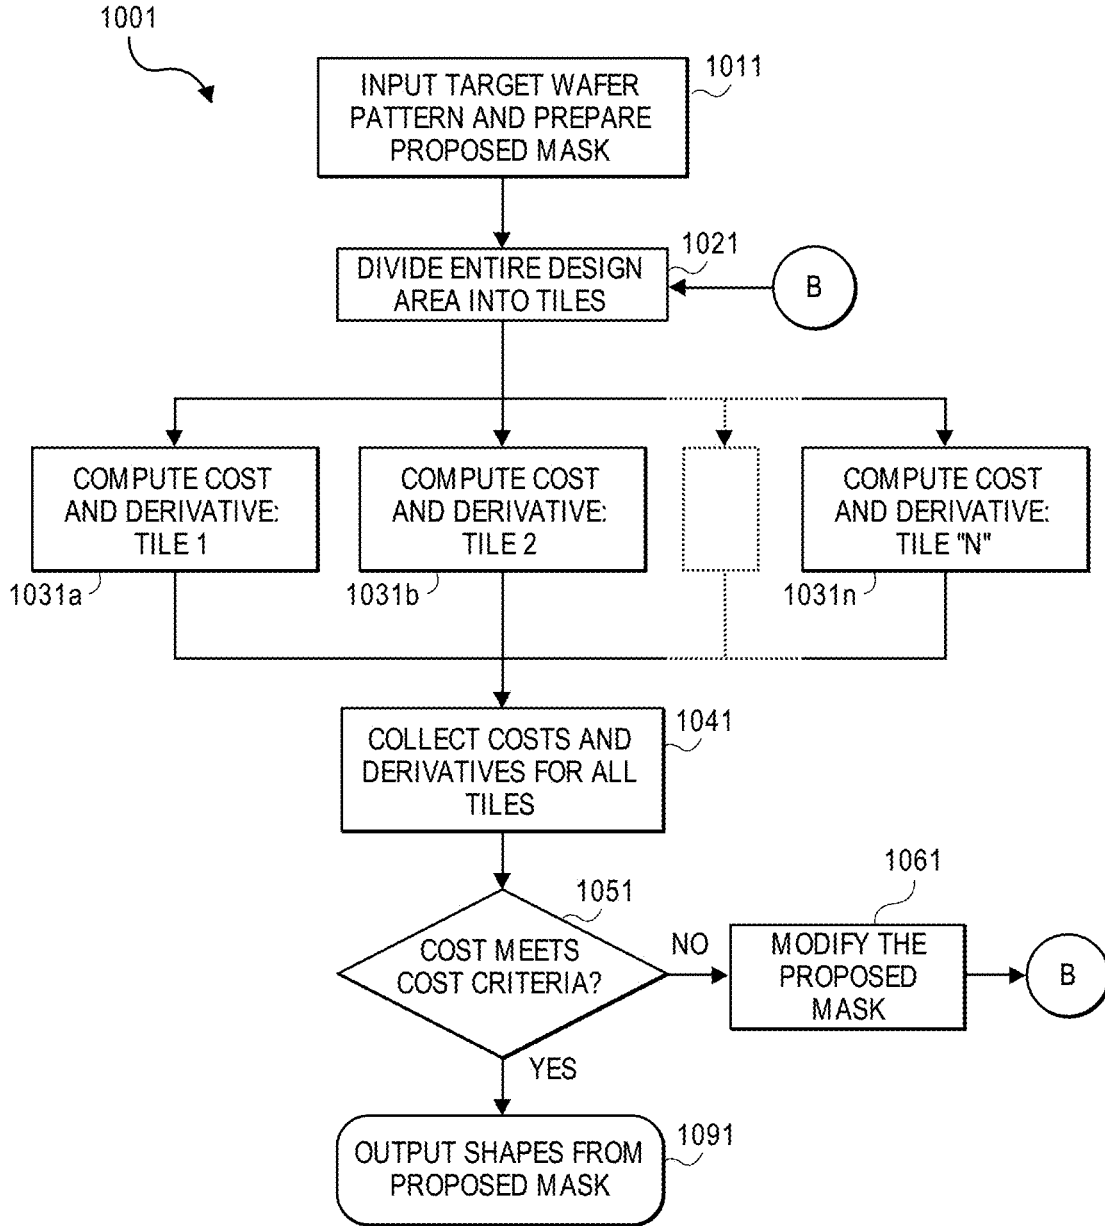 1001
INPUT TARGET WAFER
PATTERN AND PREPARE
PROPOSED MASK
1011
DIVIDE ENTIRE DESIGN
AREA INTO TILES
1021
B
COMPUTE COST
AND DERIVATIVE:
TILE 1
1031a
COMPUTE COST
AND DERIVATIVE:
TILE 2
1031b
COMPUTE COST
AND DERIVATIVE:
TILE "N"
1031n
COLLECT COSTS AND
DERIVATIVES FOR ALL
TILES
1041
COST MEETS
COST CRITERIA?
1051
NO
MODIFY THE
PROPOSED
MASK
1061
B
YES
OUTPUT SHAPES FROM
PROPOSED MASK
1091